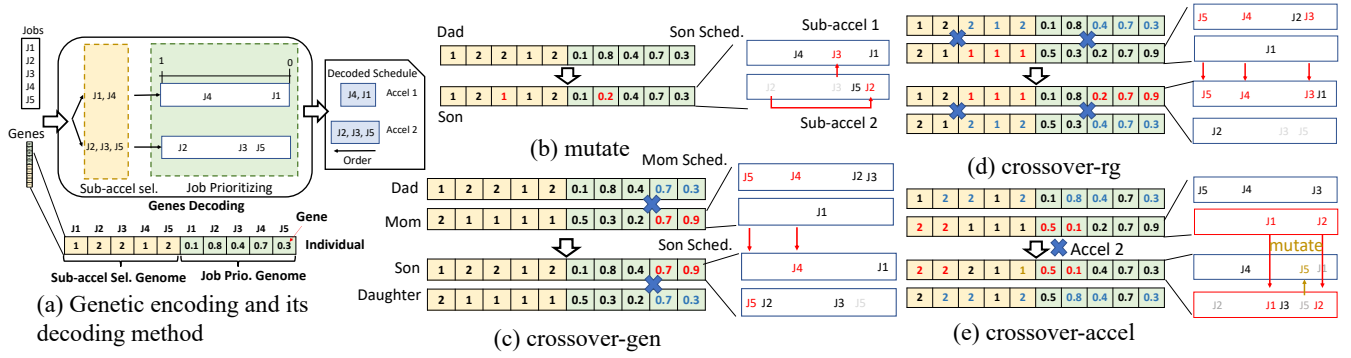 Jobs
J1
J2
J3
J4
J5
Genes
J1, J4
J2, J3, J5
Sub-accel sel.
1 0
J4 J1
J2 J3 J5
Job Prioritizing
Genes Decoding
Decoded Schedule
J4, J1 Accel 1
J2, J3, J5 Accel 2
Order
J1 J2 J3 J4 J5 J1 J2 J3 J4 J5
Gene
1 2 2 1 2 0.1 0.8 0.4 0.7 0.3
Individual
Sub-accel Sel. Genome Job Prio. Genome
(a) Genetic encoding and its
decoding method
Dad
1 2 2 1 2 0.1 0.8 0.4 0.7 0.3
1 2 1 1 2 0.1 0.2 0.4 0.7 0.3
Son
Son Sched.
Sub-accel 1
J4 J3 J1
J2 J3 J5 J2
Sub-accel 2
(b) mutate
Mom Sched.
Dad 1 2 2 1 2 0.1 0.8 0.4 0.7 0.3
Mom 2 2 1 1 1 0.5 0.3 0.2 0.7 0.9
J5 J4 J2 J3
J1
Son Sched.
Son 1 2 2 1 2 0.1 0.8 0.4 0.7 0.9
Daughter 2 2 1 1 1 0.5 0.3 0.2 0.7 0.3
J4 J1
J5 J2 J3 J5
(c) crossover-gen
1 2 2 1 2 0.1 0.8 0.4 0.7 0.3
2 2 1 1 1 0.5 0.3 0.2 0.7 0.9
J5 J4 J2 J3
J1
1 2 1 1 1 0.1 0.8 0.2 0.7 0.9
2 1 2 1 2 0.5 0.3 0.4 0.7 0.3
J5 J4 J3 J1
J2 J3 J5
(d) crossover-rg
1 2 2 1 2 0.1 0.8 0.4 0.7 0.3
2 2 1 1 1 0.5 0.1 0.2 0.7 0.9
J5 J4 J3
J1 J2
Accel 2
mutate
2 2 2 1 1 0.5 0.1 0.4 0.7 0.3
2 2 2 1 2 0.5 0.8 0.4 0.7 0.3
J4 J5 J1
J2 J1 J3 J5 J2
(e) crossover-accel